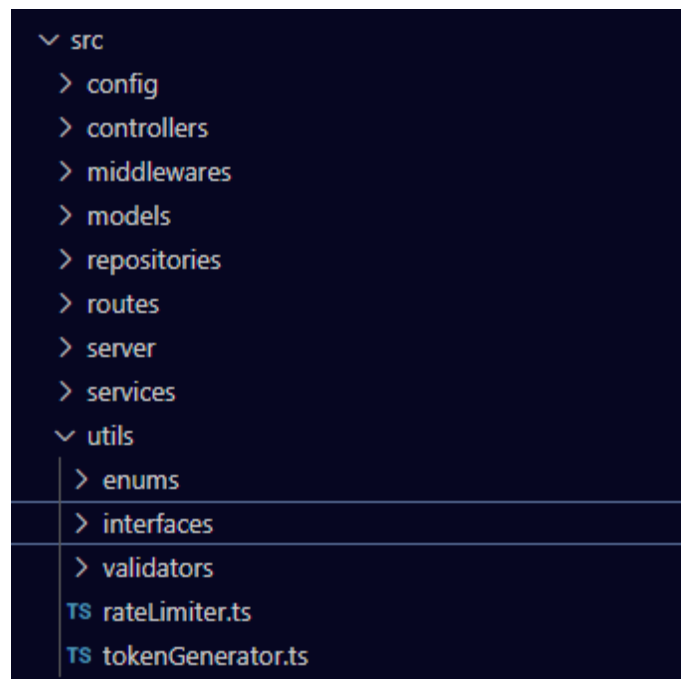 src
config
controllers
middlewares
models
repositories
routes
server
services
utils
enums
interfaces
validators
TS rateLimiter.ts
TS tokenGenerator.ts